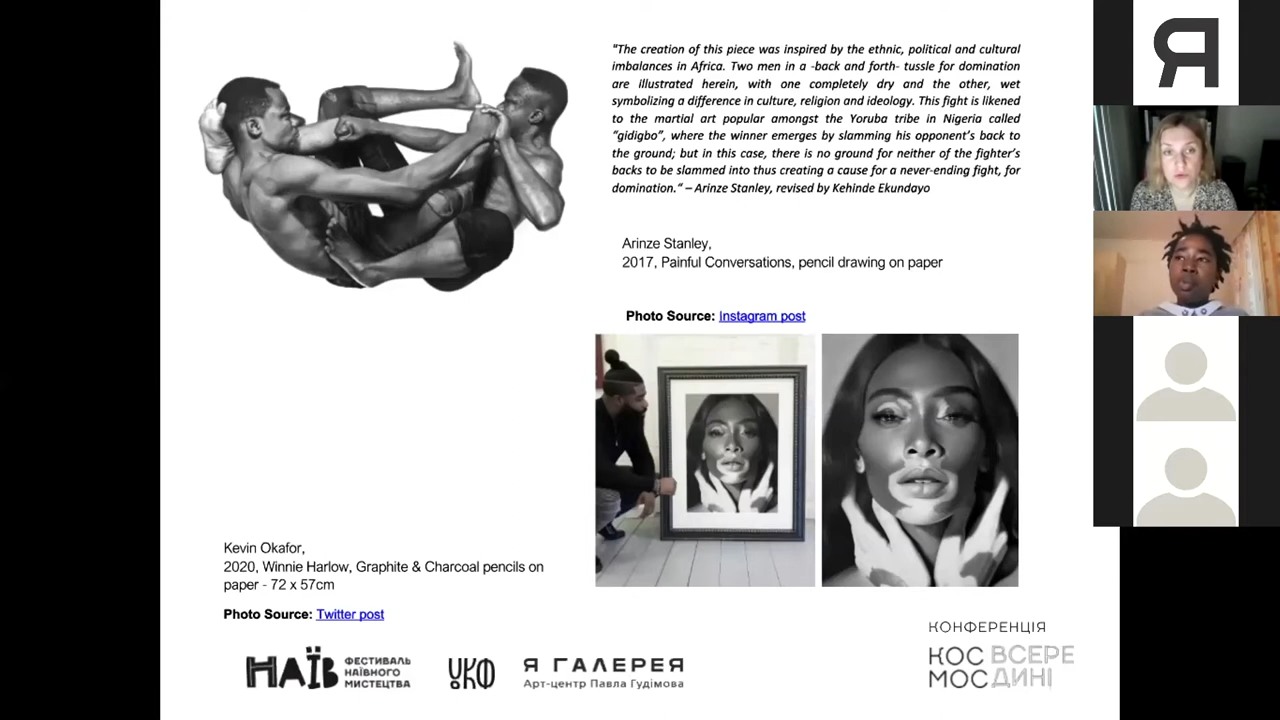 "The creation of this piece was inspired by the ethnic, political and cultural
imbalances in Africa. Two men in a -back and forth- tussle for domination
are illustrated herein, with one completely dry and the other, wet
symbolizing a difference in culture, religion and ideology. This fight is likened
to the martial art popular amongst the Yoruba tribe in Nigeria called
“gidigbo”, where the winner emerges by slamming his opponent’s back to
the ground; but in this case, there is no ground for neither of the fighter’s
backs to be slammed into thus creating a cause for a never-ending fight, for
domination.“ – Arinze Stanley, revised by Kehinde Ekundayo
Arinze Stanley,
2017, Painful Conversations, pencil drawing on paper
Photo Source: Instagram post
Kevin Okafor,
2020, Winnie Harlow, Graphite & Charcoal pencils on
paper - 72 x 57cm
Photo Source: Twitter post
НАЇВ
ФЕСТИВАЛЬ
НАЇВНОГО
МИСТЕЦТВА
УКФ
Я ГАЛЕРЕЯ
Арт-центр Павла Гудімова
КОНФЕРЕНЦІЯ
КОС ВСЕРЕ
МОС ДИНІ
Я